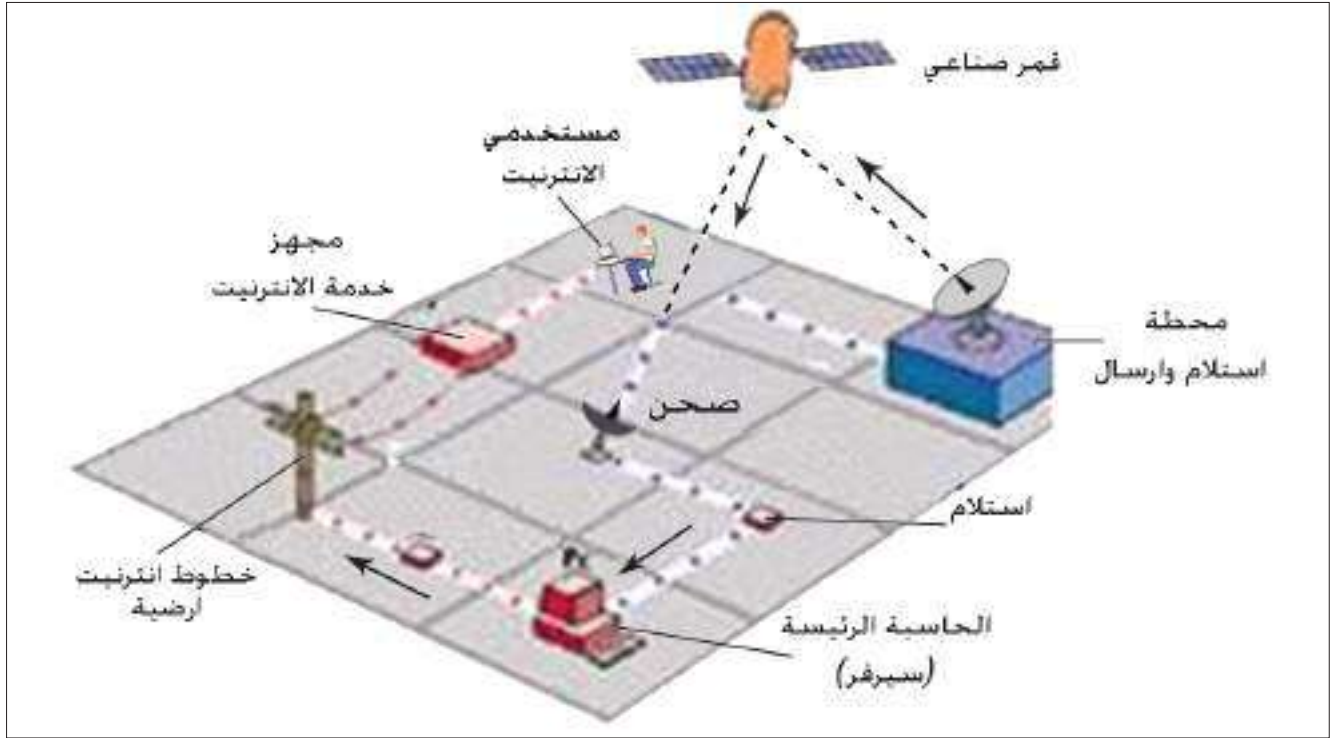 قمر صناعي
مستخدمي
الانترنيت
مجهز
خدمة الانترنيت
محطة
استلام وارسال
صحن
استلام
خطوط انترنيت
ارضية
الحاسبة الرئيسة
(سيرفر)